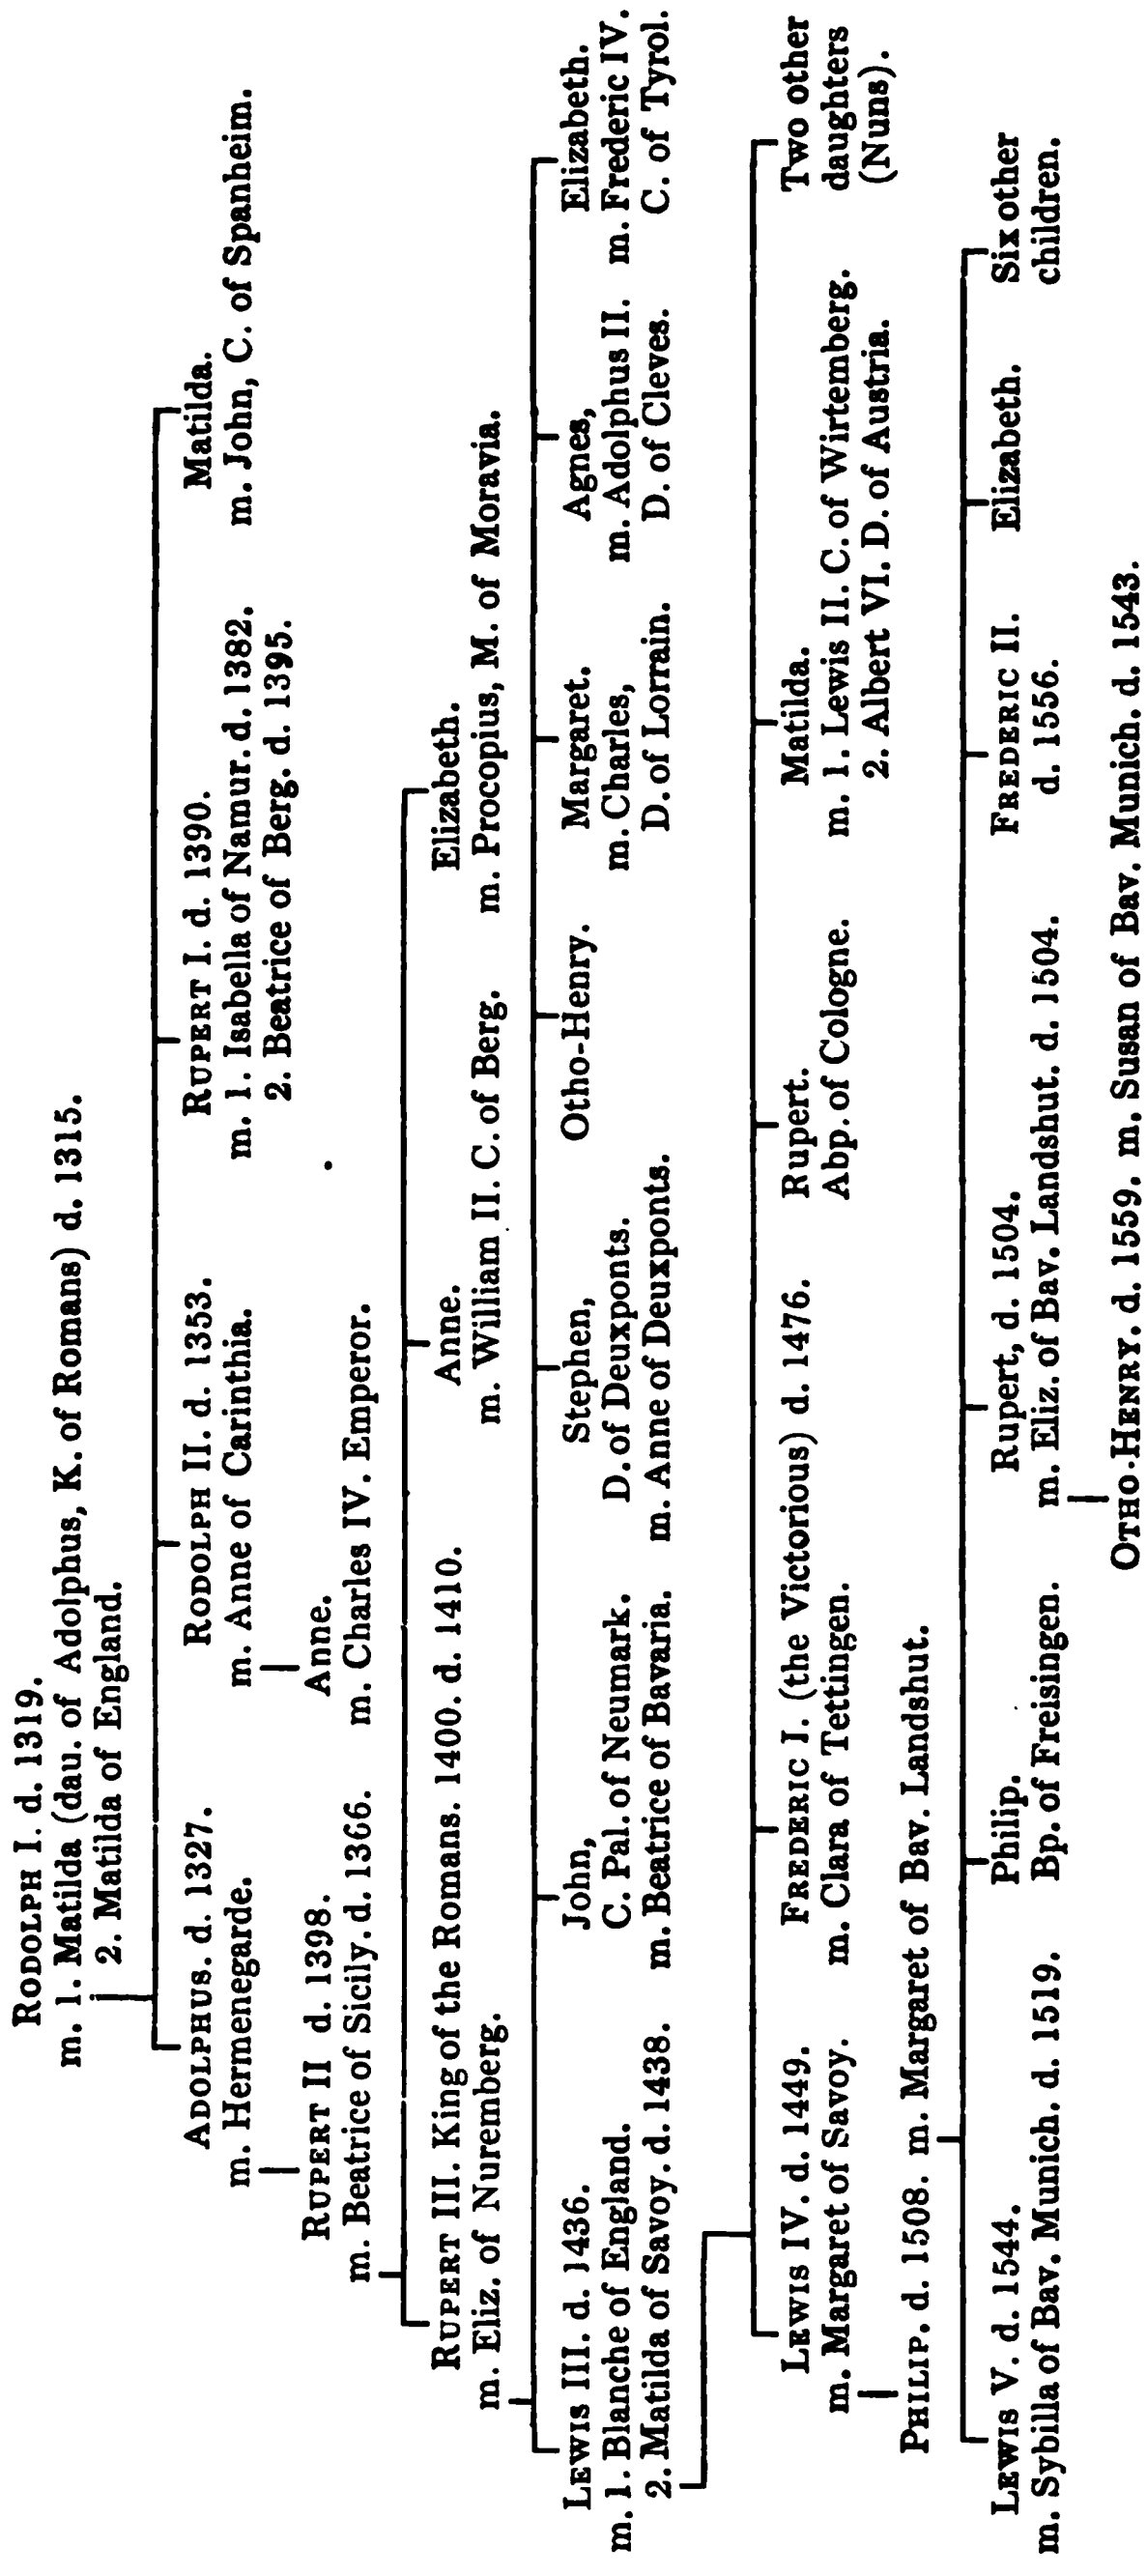 RODOLPH I. d. 1319.
m. 1. Matilda (dau. of Adolphus, K. of Romans) d. 1315.
2. Matilda of England.
ADOLPHUS. d. 1327.
m. Hermenegarde.
RODOLPH II. d. 1353.
m. Anne of Carinthia.
RUPERT I. d. 1390.
m. 1. Isabella of Namur. d. 1382.
2. Beatrice of Berg. d. 1395.
Matilda.
m. John, C. of Spanheim.
RUPERT II d. 1398.
m. Beatrice of Sicily. d. 1366.
Anne.
m. Charles IV. Emperor.
RUPERT III. King of the Romans. 1400. d. 1410.
m. Eliz. of Nuremberg.
Anne.
m. William II. C. of Berg.
Elizabeth.
m. Procopius, M. of Moravia.
LEWIS III. d. 1436.
m. 1. Blanche of England.
2. Matilda of Savoy. d. 1438.
John,
C. Pal. of Neumark.
m. Beatrice of Bavaria.
Stephen,
D. of Deuxponts.
m. Anne of Deuxponts.
Otho-Henry.
Margaret.
m. Charles,
D. of Lorrain.
Agnes,
m. Adolphus II.
D. of Cleves.
Elizabeth.
m. Frederic IV.
C. of Tyrol.
LEWIS IV. d. 1449.
m. Margaret of Savoy.
FREDERIC I. (the Victorious) d. 1476.
m. Clara of Tettingen.
Rupert.
Abp. of Cologne.
Matilda.
m. 1. Lewis II. C. of Wirtemberg.
2. Albert VI. D. of Austria.
Two other
daughters
(Nuns).
PHILIP. d. 1508. m. Margaret of Bav. Landshut.
LEWIS V. d. 1544.
m. Sybilla of Bav. Munich. d. 1519.
Philip.
Bp. of Freisingen.
Rupert, d. 1504.
m. Eliz. of Bav. Landshut. d. 1504.
FREDERIC II.
d. 1556.
Elizabeth.
Six other
children.
OTHO-HENRY. d. 1559. m. Susan of Bav. Munich. d. 1543.